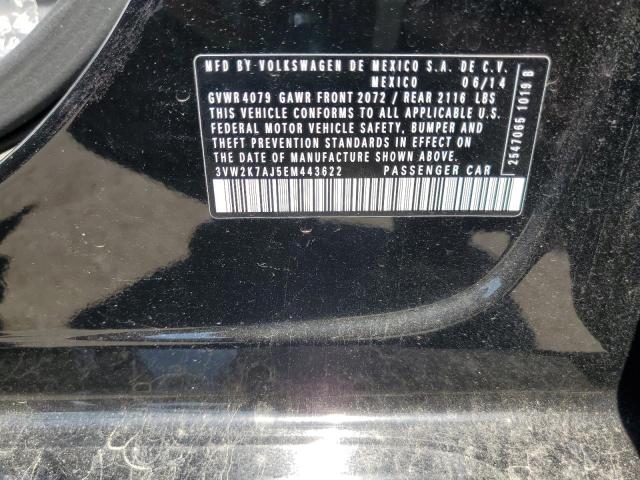 MFD BY VOLKSWAGEN DE MEXICO S.A. DE C.V.
MEXICO 06/14
GVWR 4079 GAWR FRONT 2072 / REAR 2116 LBS
THIS VEHICLE CONFORMS TO ALL APPLICABLE U.S.
FEDERAL MOTOR VEHICLE SAFETY, BUMPER AND
THEFT PREVENTION STANDARDS IN EFFECT ON
THE DATE OF MANUFACTURE SHOWN ABOVE.
3VW2K7AJ5EM443622 PASSENGER CAR
2547065 1019 B